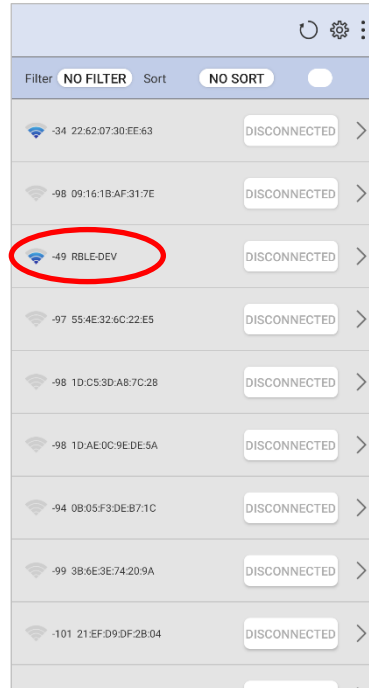 Filter NO FILTER Sort NO SORT
-34 22:62:07:30:EE:63 DISCONNECTED
-98 09:16:1B:AF:31:7E DISCONNECTED
-49 RBLE-DEV DISCONNECTED
-97 55:4E:32:6C:22:E5 DISCONNECTED
-98 1D:C5:3D:A8:7C:28 DISCONNECTED
-98 1D:AE:0C:9E:DE:5A DISCONNECTED
-94 0B:05:F3:DE:B7:1C DISCONNECTED
-99 3B:6E:3E:74:20:9A DISCONNECTED
-101 21:EF:D9:DF:2B:04 DISCONNECTED